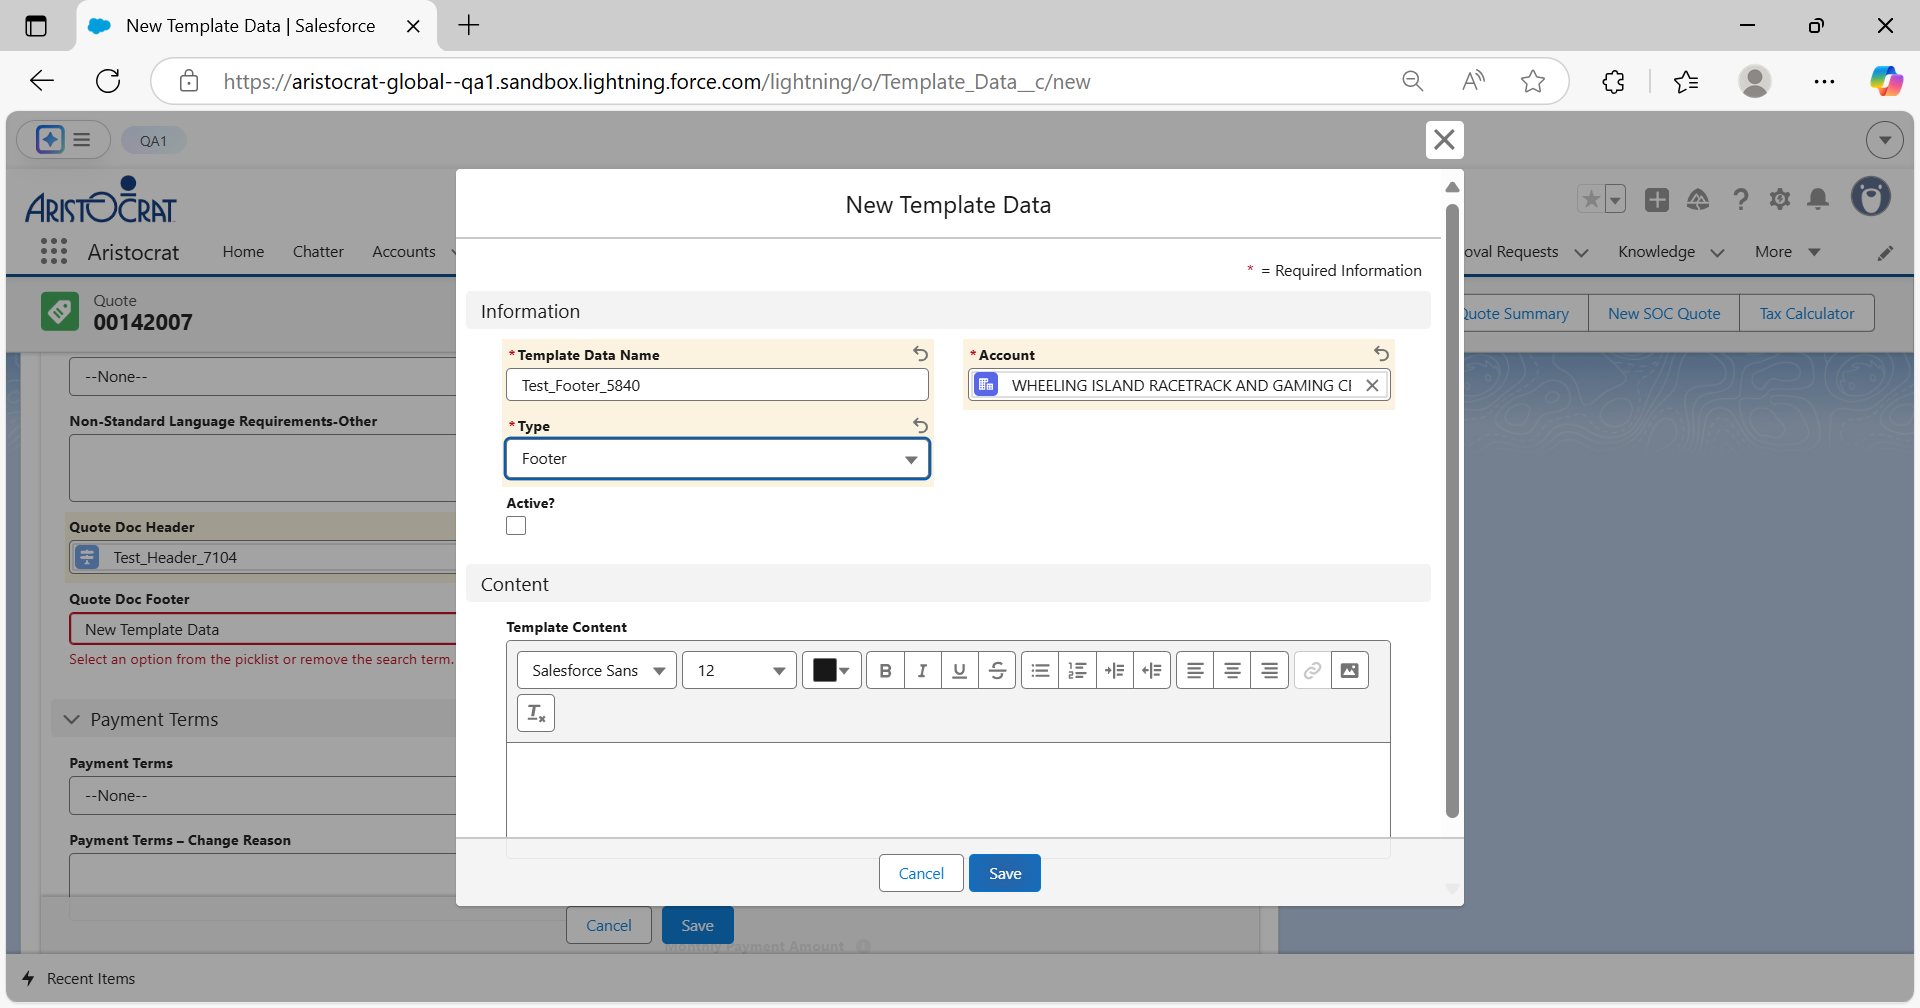 New Template Data | Salesforce
https://aristocrat-global--qa1.sandbox.lightning.force.com/lightning/o/Template_Data__c/new
QA1
ARISTOCRAT
Aristocrat
Home
Chatter
Accounts
oval Requests
Knowledge
More
Quote
00142007
Quote Summary
New SOC Quote
Tax Calculator
--None--
Non-Standard Language Requirements-Other
Quote Doc Header
Test_Header_7104
Quote Doc Footer
New Template Data
Select an option from the picklist or remove the search term.
Payment Terms
Payment Terms
--None--
Payment Terms – Change Reason
Cancel
Save
Monthly Payment Amount
Recent Items
New Template Data
* = Required Information
Information
*Template Data Name
Test_Footer_5840
*Account
WHEELING ISLAND RACETRACK AND GAMING CE
*Type
Footer
Active?
Content
Template Content
Salesforce Sans
12
Cancel
Save